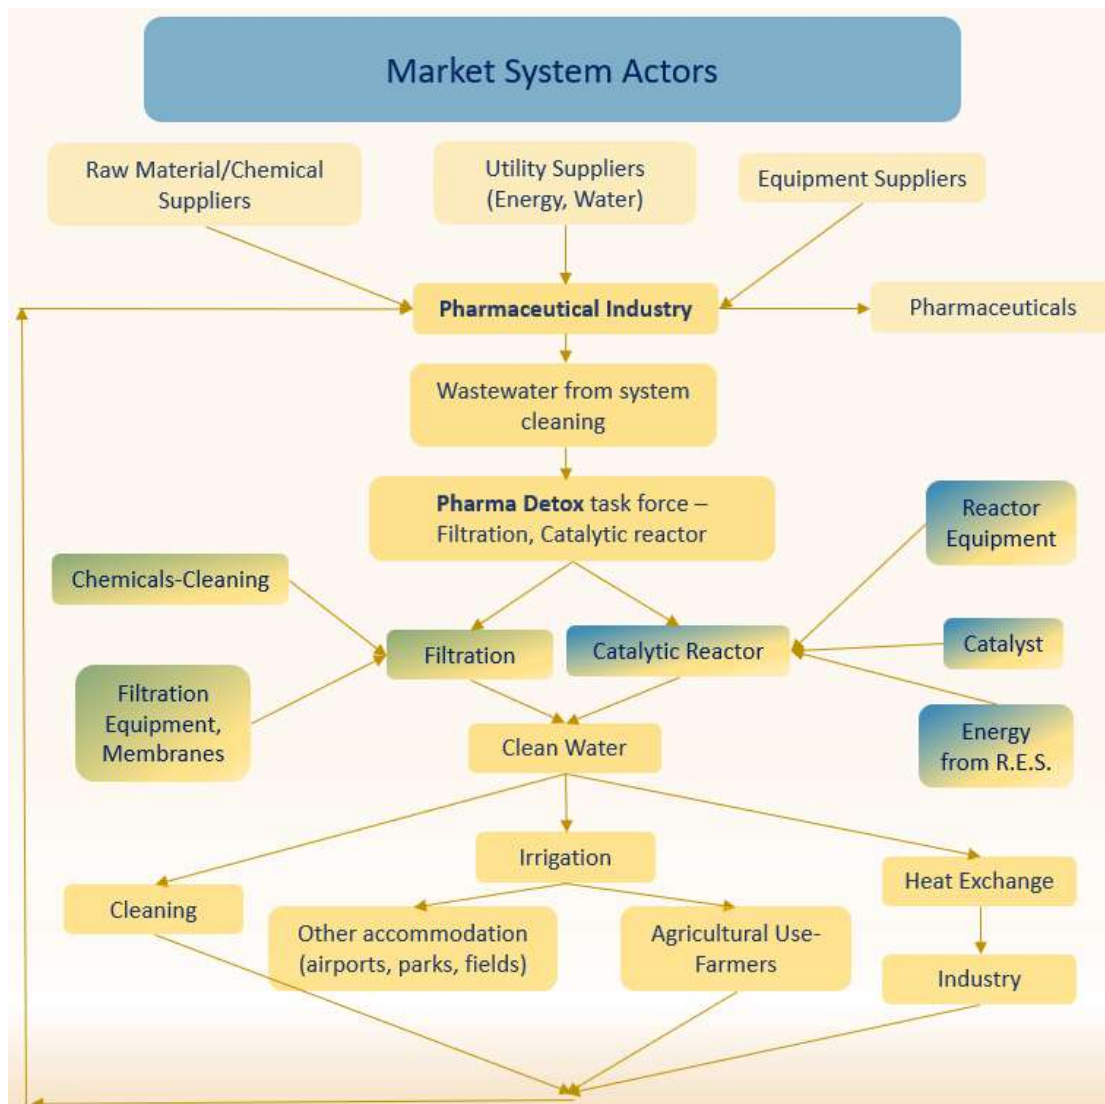 Market System Actors
Raw Material/Chemical
Suppliers
Utility Suppliers
(Energy, Water)
Equipment Suppliers
Pharmaceutical Industry
Pharmaceuticals
Wastewater from system
cleaning
Pharma Detox task force –
Filtration, Catalytic reactor
Reactor
Equipment
Chemicals-Cleaning
Filtration
Catalytic Reactor
Catalyst
Filtration
Equipment,
Membranes
Clean Water
Energy
from R.E.S.
Irrigation
Heat Exchange
Cleaning
Other accommodation
(airports, parks, fields)
Agricultural Use-
Farmers
Industry